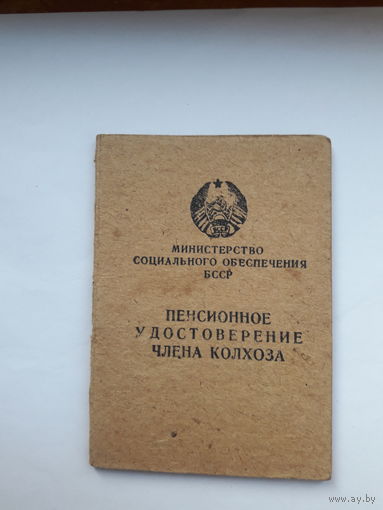 МИНИСТЕРСТВО
СОЦИАЛЬНОГО ОБЕСПЕЧЕНИЯ
БССР
ПЕНСИОННОЕ
УДОСТОВЕРЕНИЕ
ЧЛЕНА КОЛХОЗА
www.ay.by